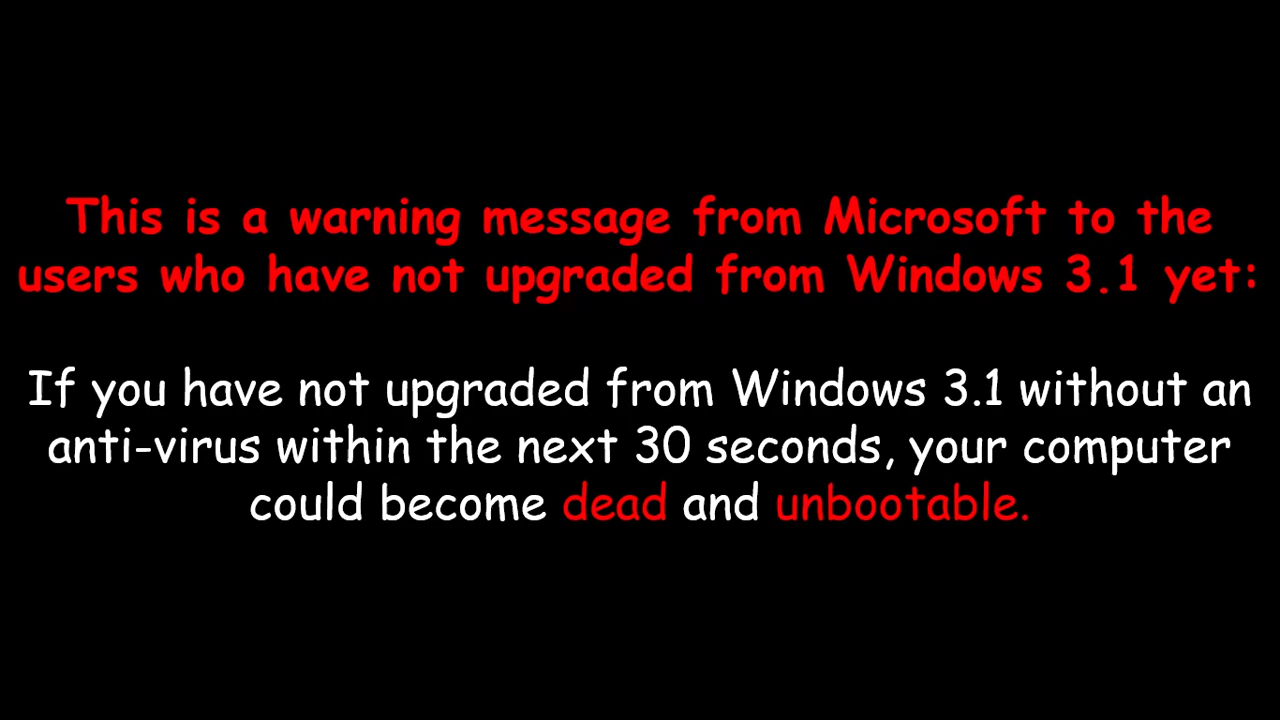 This is a warning message from Microsoft to the
users who have not upgraded from Windows 3.1 yet:
If you have not upgraded from Windows 3.1 without an
anti-virus within the next 30 seconds, your computer
could become dead and unbootable.